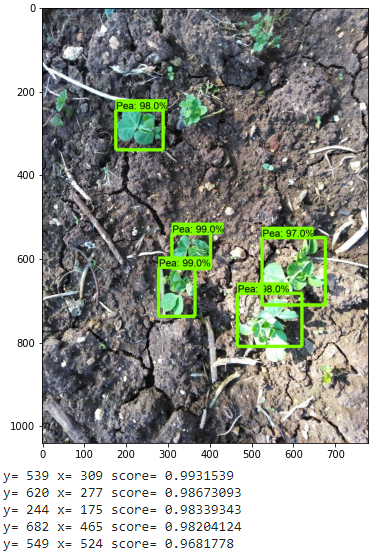 0
200
Pea: 98.0%
400
Pea: 99.0%
Pea: 97.0%
600
Pea: 99.0%
Pea: 98.0%
800
1000
0 100 200 300 400 500 600 700
y= 539 x= 309 score= 0.9931539
y= 620 x= 277 score= 0.98673093
y= 244 x= 175 score= 0.98339343
y= 682 x= 465 score= 0.98204124
y= 549 x= 524 score= 0.9681778